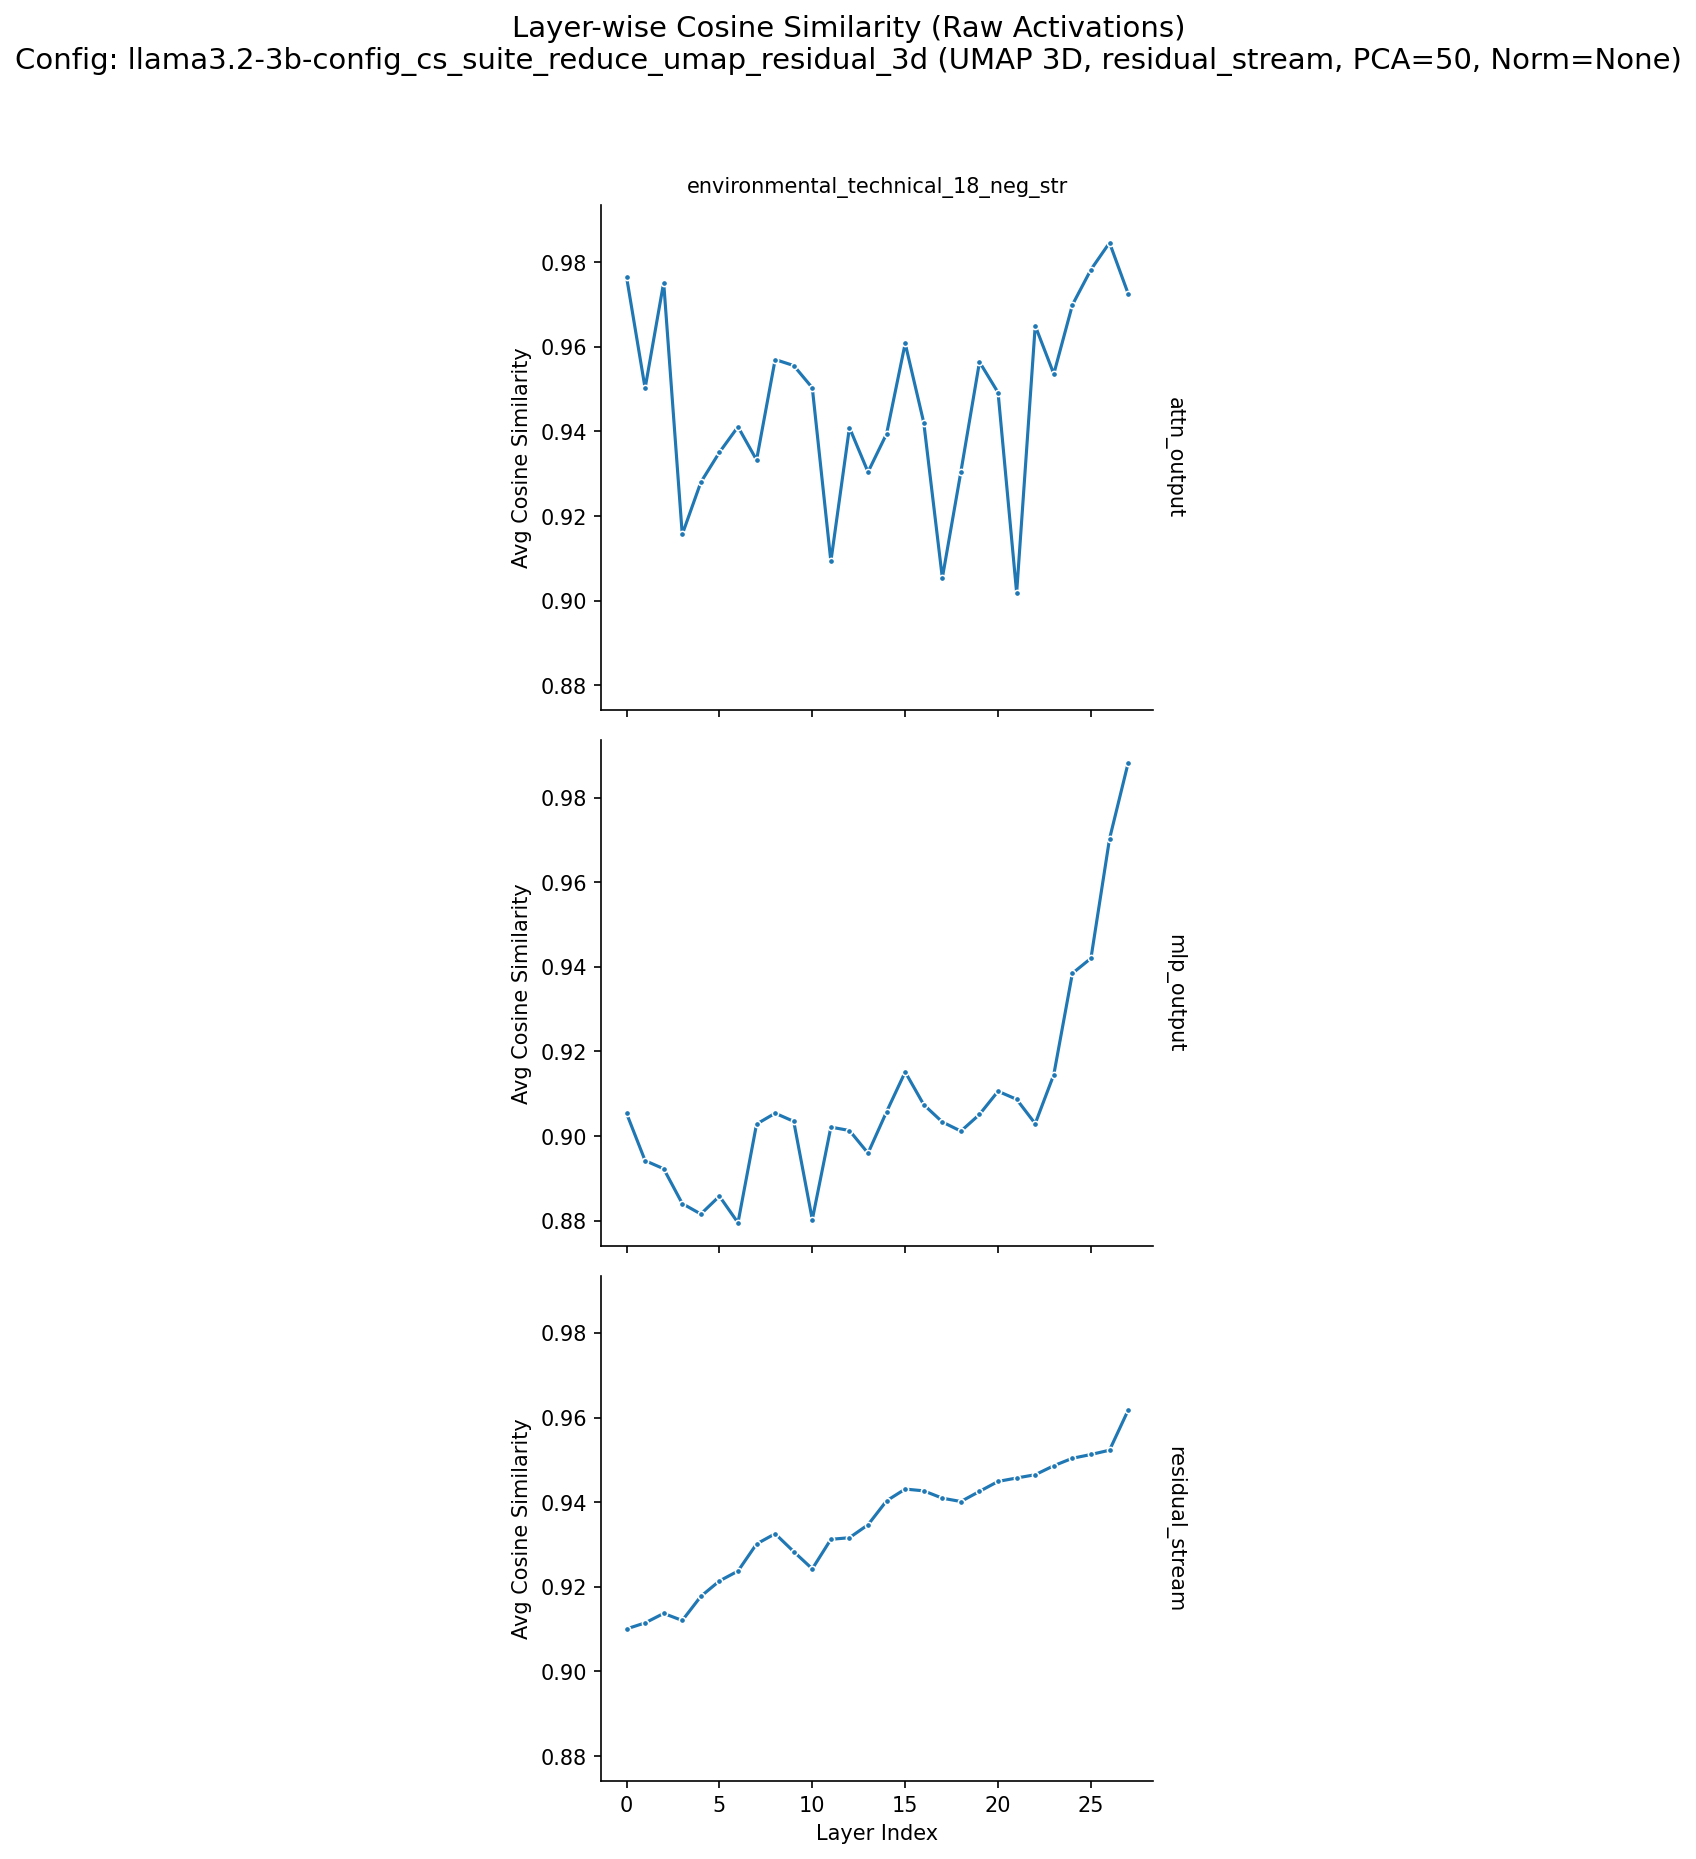 Layer-wise Cosine Similarity (Raw Activations)
Config: llama3.2-3b-config_cs_suite_reduce_umap_residual_3d (UMAP 3D, residual_stream, PCA=50, Norm=None)
environmental_technical_18_neg_str
0.98
0.96
0.94
0.92
0.90
0.88
Avg Cosine Similarity
attn_output
0.98
0.96
0.94
0.92
0.90
0.88
Avg Cosine Similarity
mlp_output
0.98
0.96
0.94
0.92
0.90
0.88
Avg Cosine Similarity
residual_stream
0 5 10 15 20 25
Layer Index